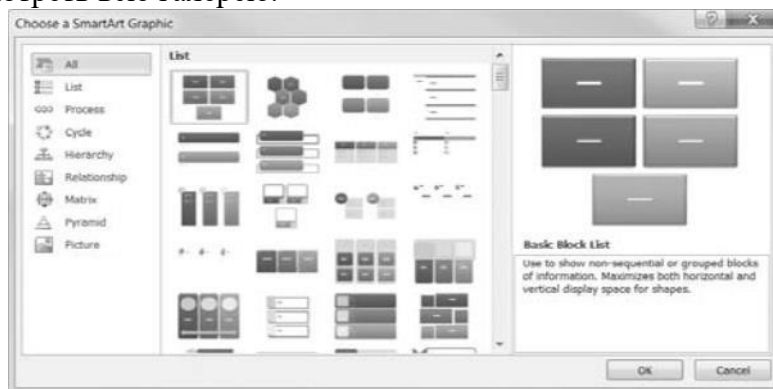 Choose a SmartArt Graphic
All
List
Process
Cycle
Hierarchy
Relationship
Matrix
Pyramid
Picture
List
Basic Block List
Use to show non-sequential or grouped blocks
of information. Maximizes both horizontal and
vertical display space for shapes.
OK
Cancel